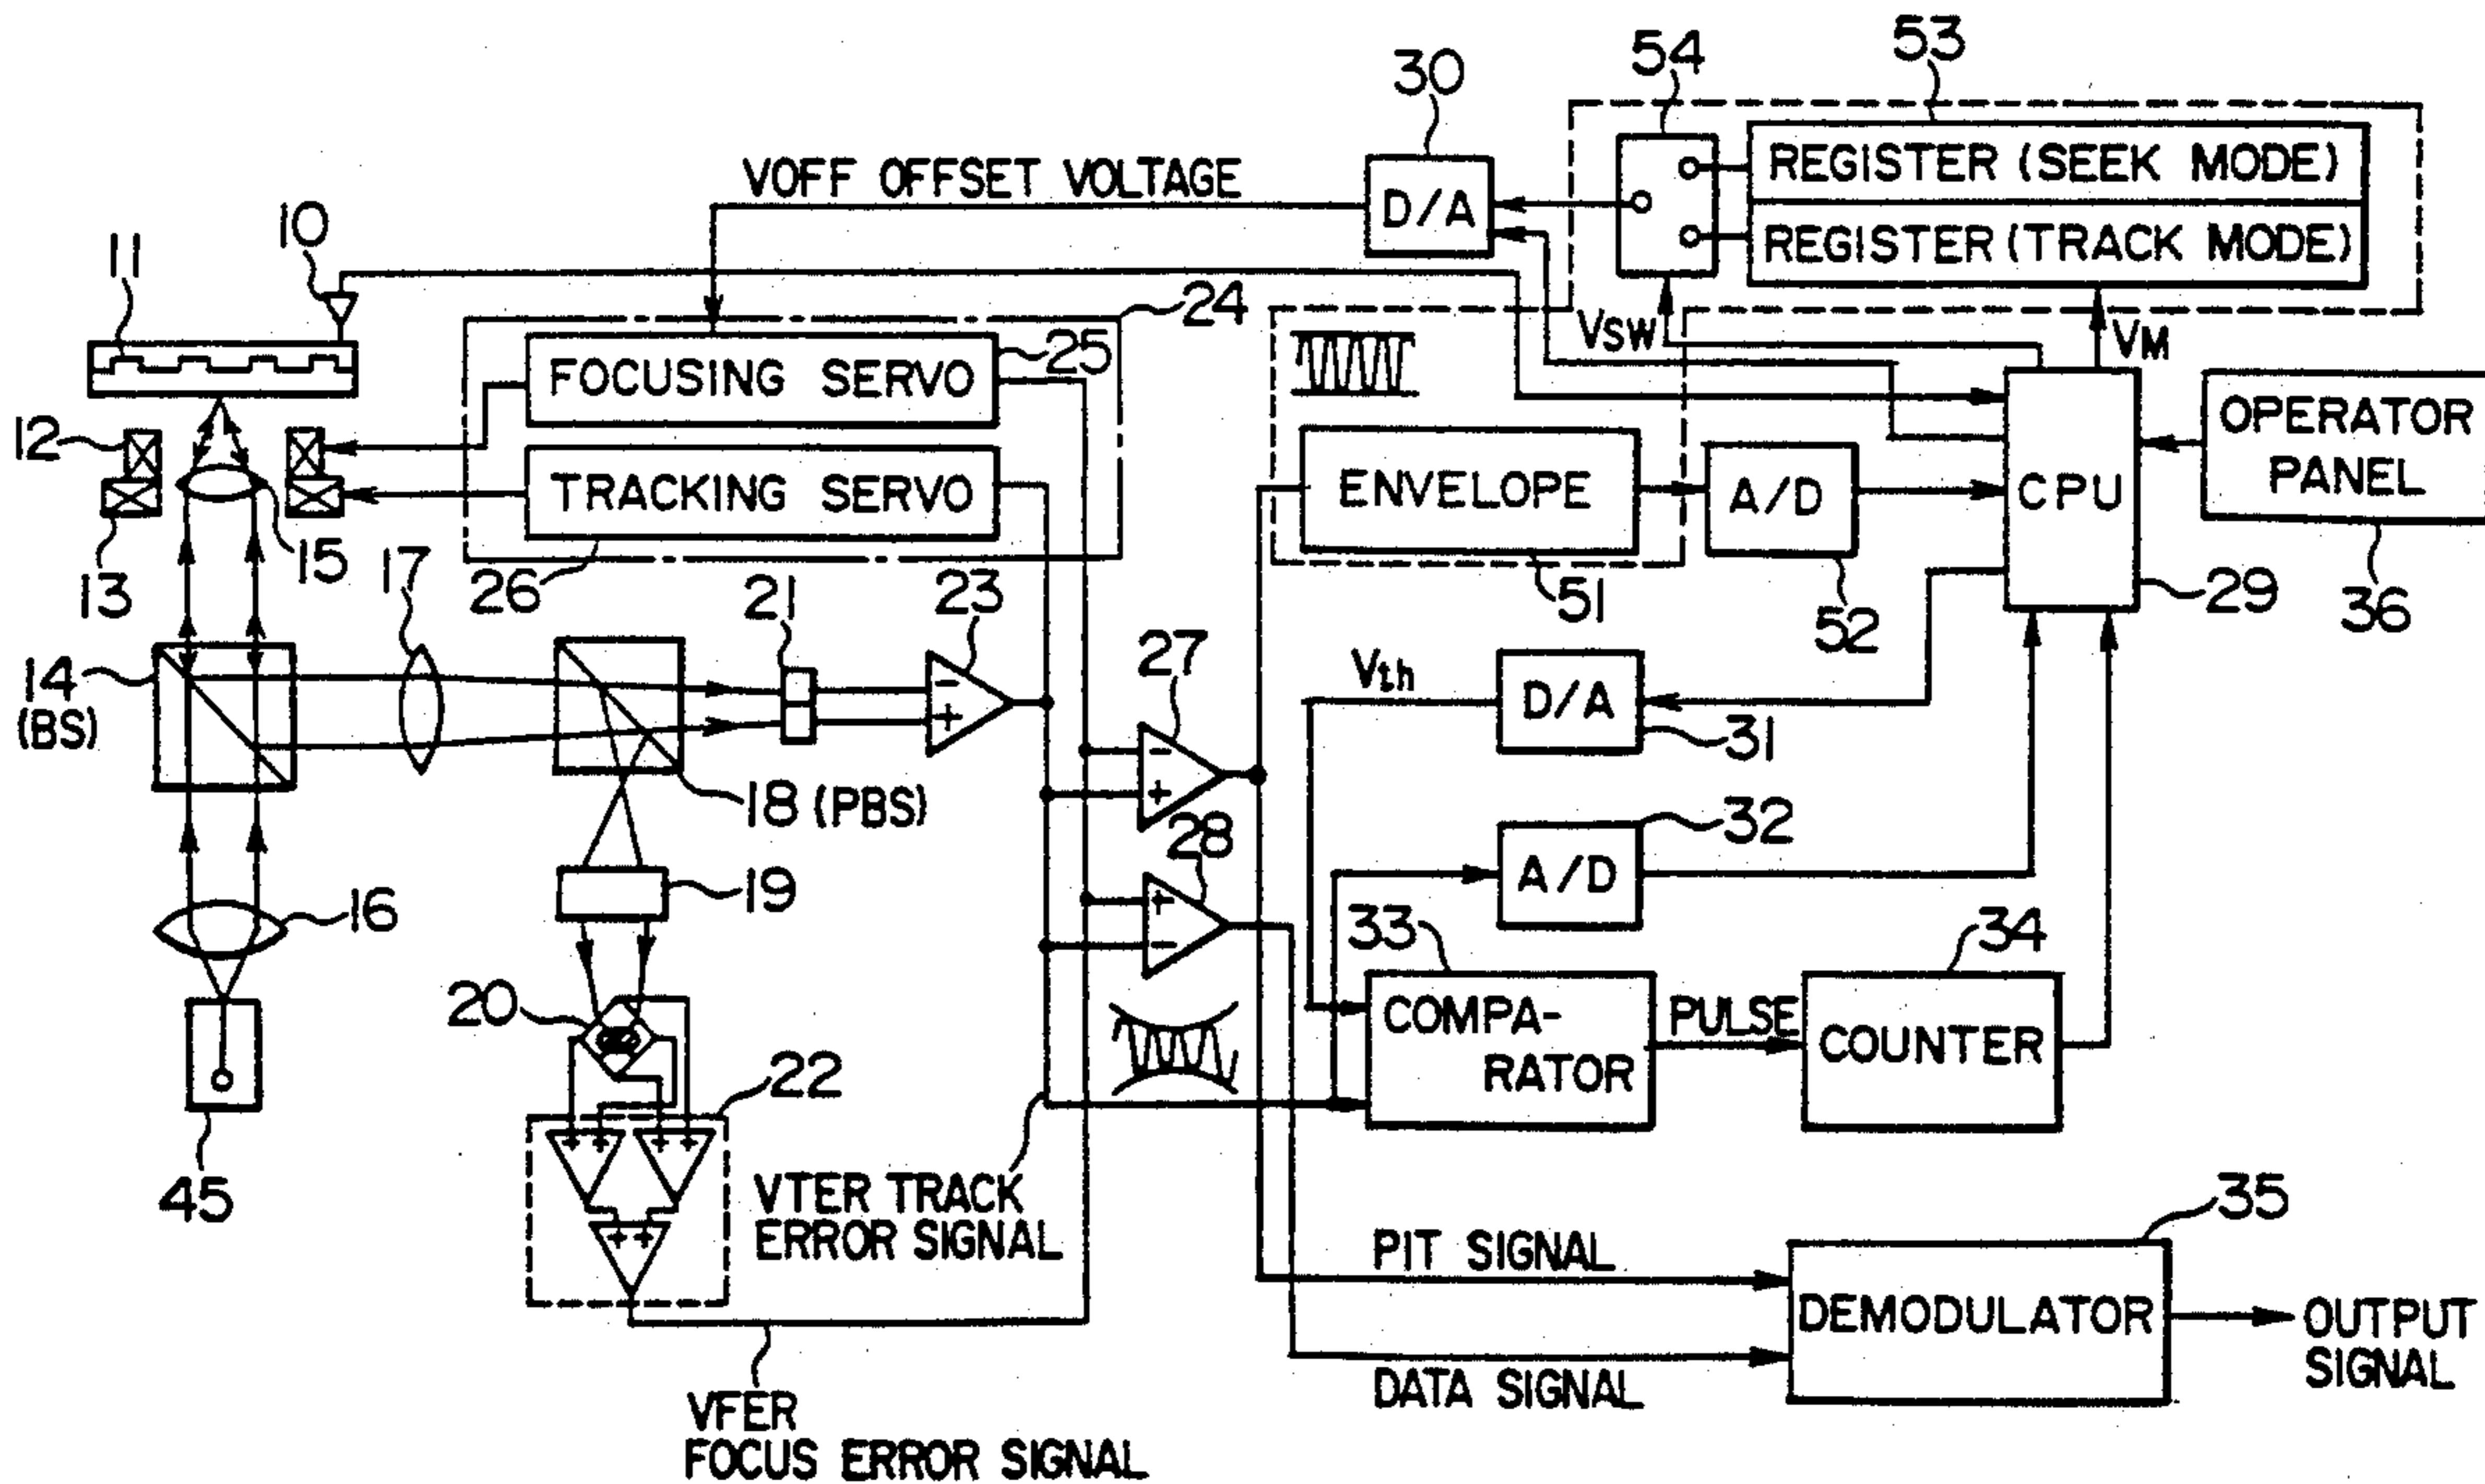 54
53
30
VOFF OFFSET VOLTAGE
D/A
REGISTER (SEEK MODE)
REGISTER (TRACK MODE)
10
11
24
VSW
VM
FOCUSING SERVO
25
12
OPERATOR
PANEL
TRACKING SERVO
ENVELOPE
A/D
CPU
13
15
17
26
21
23
51
52
29
36
14
(BS)
27
Vth
D/A
31
18 (PBS)
28
32
A/D
19
16
33
34
20
COMPA-
RATOR
PULSE
COUNTER
22
45
VTER TRACK
ERROR SIGNAL
35
PIT SIGNAL
DEMODULATOR
OUTPUT
SIGNAL
DATA SIGNAL
VFER
FOCUS ERROR SIGNAL